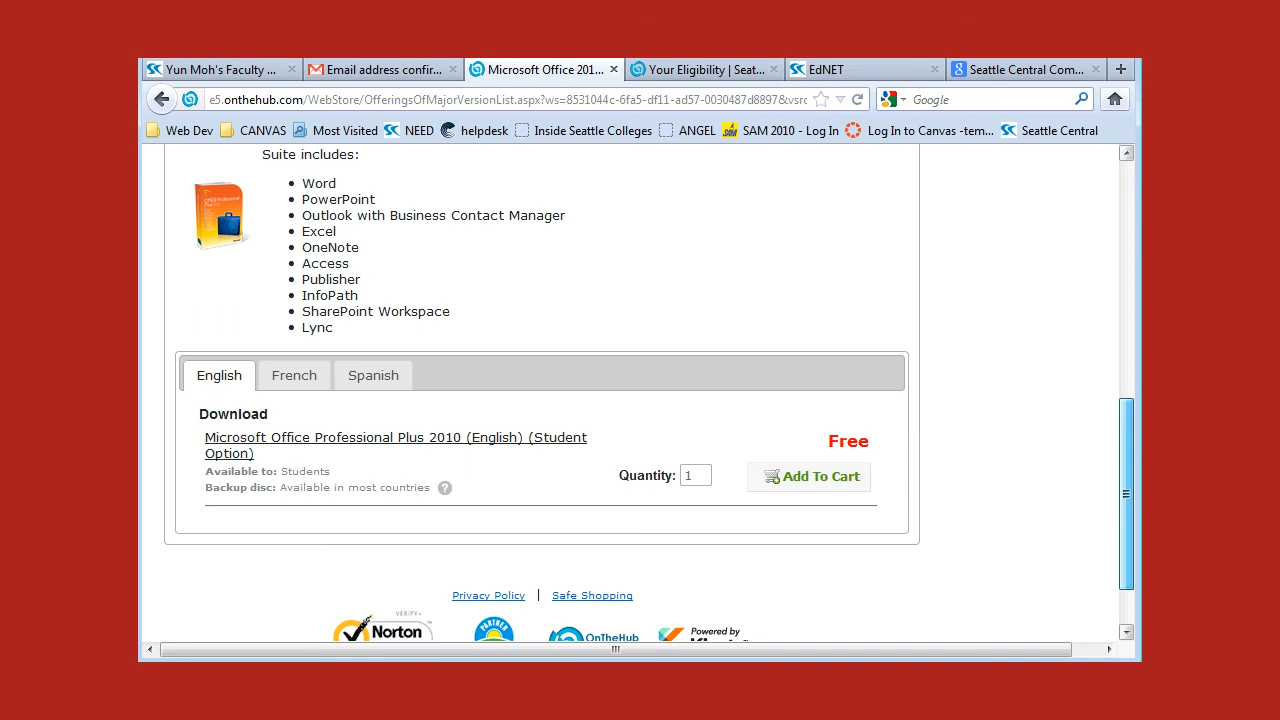 Yun Moh's Faculty ...
Email address confir...
Microsoft Office 201...
Your Eligibility | Seat...
EdNET
Seattle Central Com...
e5.onthehub.com/WebStore/OfferingsOfMajorVersionList.aspx?ws=8531044c-6fa5-df11-ad57-0030487d8897&vsrc
Google
Web Dev
CANVAS
Most Visited
NEED
helpdesk
Inside Seattle Colleges
ANGEL
SAM 2010 - Log In
Log In to Canvas -tem...
Seattle Central
Suite includes:
Word
PowerPoint
Outlook with Business Contact Manager
Excel
OneNote
Access
Publisher
InfoPath
SharePoint Workspace
Lync
English
French
Spanish
Download
Microsoft Office Professional Plus 2010 (English) (Student
Option)
Free
Available to: Students
Quantity: 1
Add To Cart
Backup disc: Available in most countries
Privacy Policy | Safe Shopping
VERIFY
Norton
PARTNER
OnTheHub
Powered by